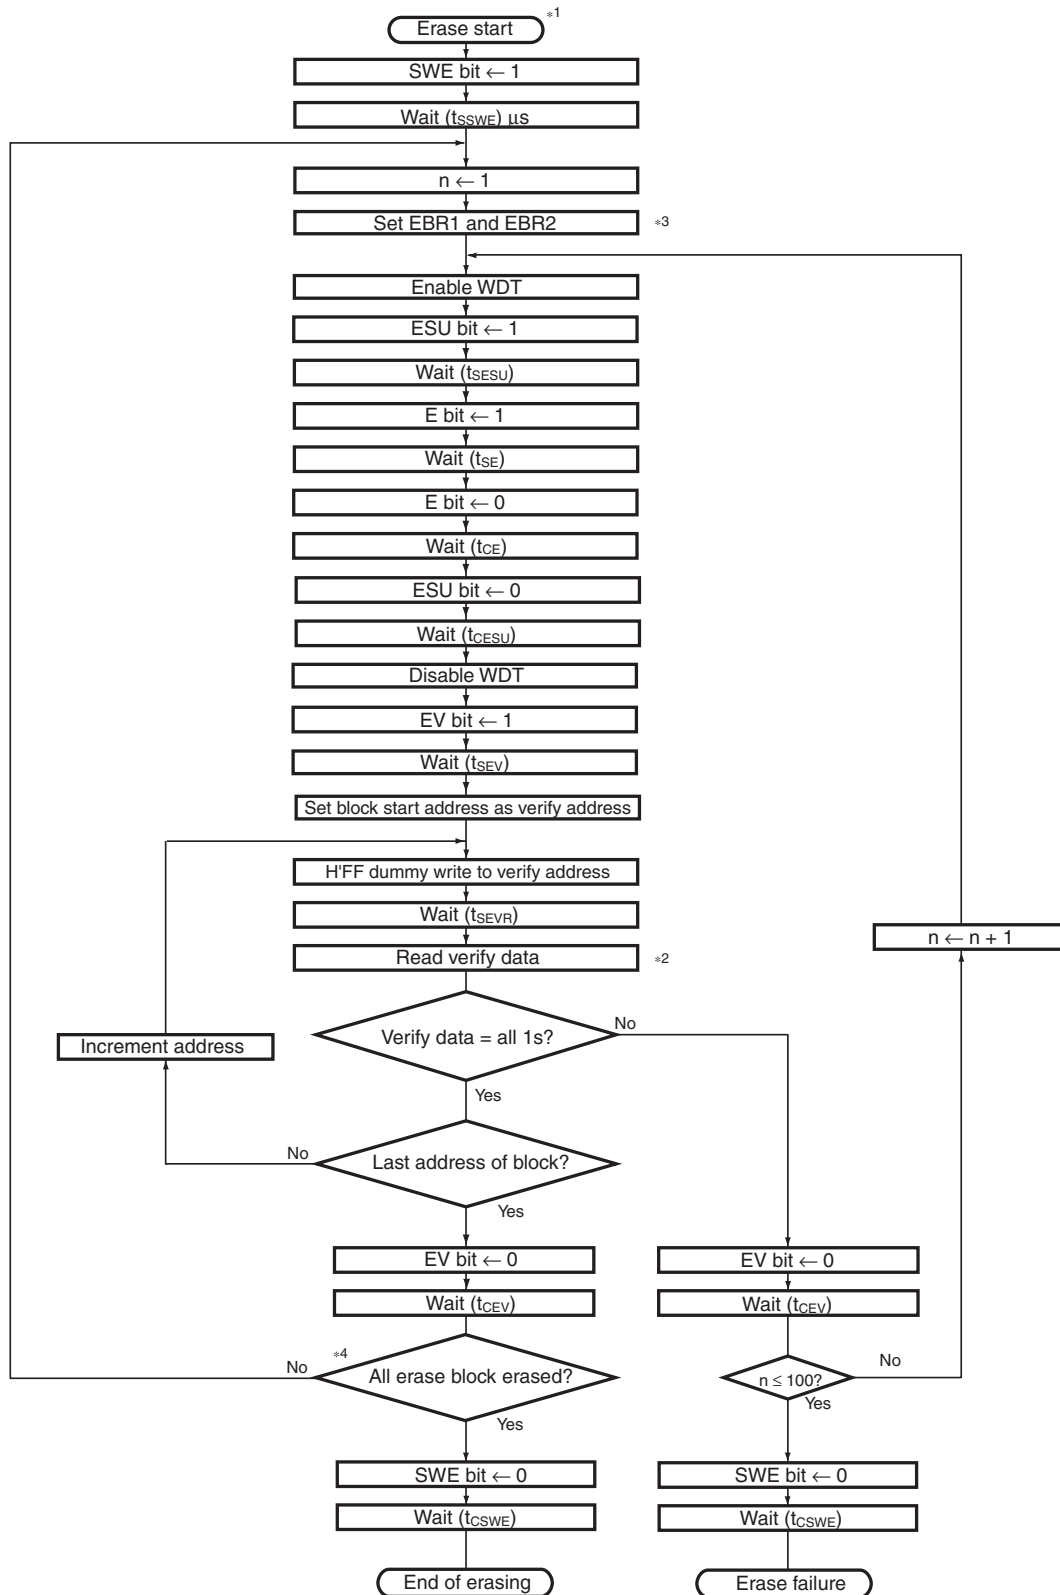 Erase start
*1
SWE bit ← 1
Wait (tSSWE) μs
n ← 1
Set EBR1 and EBR2
*3
Enable WDT
ESU bit ← 1
Wait (tSESU)
E bit ← 1
Wait (tSE)
E bit ← 0
Wait (tCE)
ESU bit ← 0
Wait (tCESU)
Disable WDT
EV bit ← 1
Wait (tSEV)
Set block start address as verify address
H'FF dummy write to verify address
Wait (tSEVR)
n ← n + 1
Read verify data
*2
Verify data = all 1s?
No
Increment address
Yes
No
Last address of block?
Yes
EV bit ← 0
EV bit ← 0
Wait (tCEV)
Wait (tCEV)
*4
No
All erase block erased?
n ≤ 100?
No
Yes
Yes
SWE bit ← 0
SWE bit ← 0
Wait (tCSWE)
Wait (tCSWE)
End of erasing
Erase failure